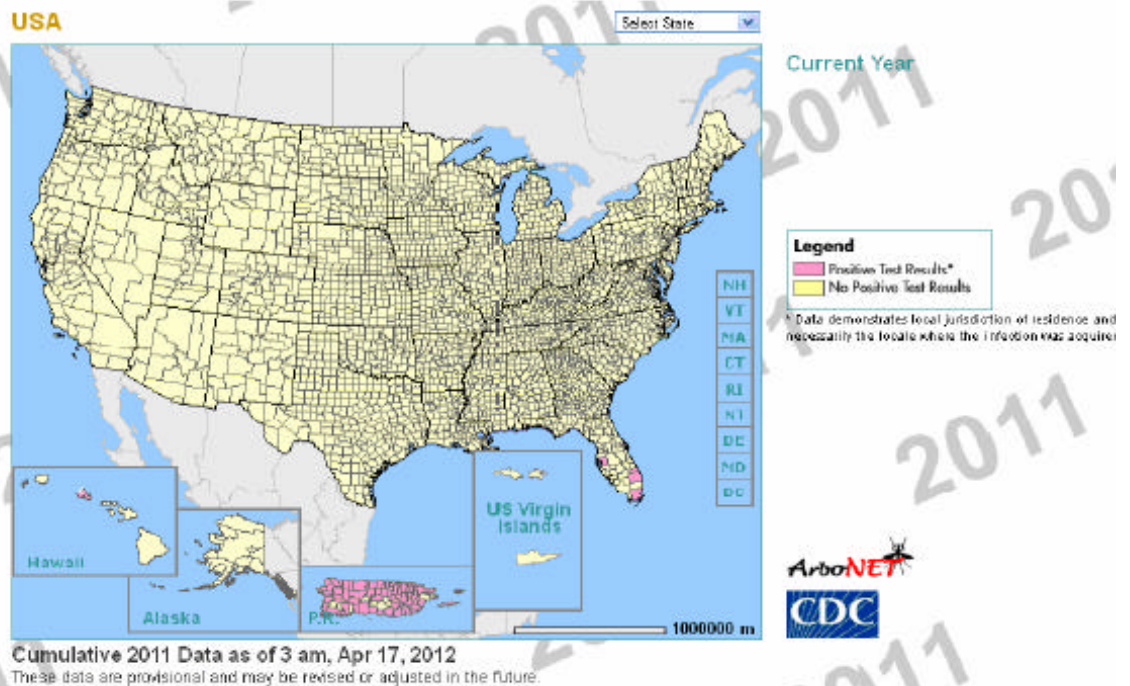 USA
Select State
Current Year
Legend
Positive Test Results*
No Positive Test Results
* Data demonstrates local jurisdiction of residence and
necessarily the locale where the infection was acquire
NH
VT
MA
CT
RI
NJ
DE
MD
DC
US Virgin
Islands
Hawaii
Alaska
P.R.
1000000 m
ArboNET
CDC
Cumulative 2011 Data as of 3 am, Apr 17, 2012
These data are provisional and may be revised or adjusted in the future.
2011
2011
201
2011
2011